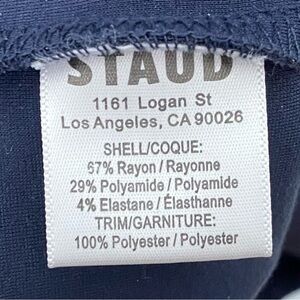 STAUD
1161 Logan St
Los Angeles, CA 90026
SHELL/COQUE:
67% Rayon / Rayonne
29% Polyamide / Polyamide
4% Elastane / Élasthanne
TRIM/GARNITURE:
100% Polyester / Polyester